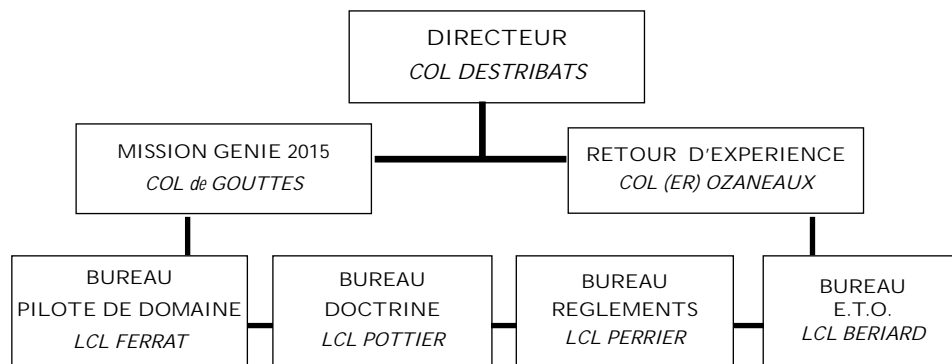 DIRECTEUR
COL DESTRIBATS
MISSION GENIE 2015
COL de GOUTTES
RETOUR D'EXPERIENCE
COL (ER) OZANEAUX
BUREAU
PILOTE DE DOMAINE
LCL FERRAT
BUREAU
DOCTRINE
LCL POTTIER
BUREAU
REGLEMENTS
LCL PERRIER
BUREAU
E.T.O.
LCL BERIARD